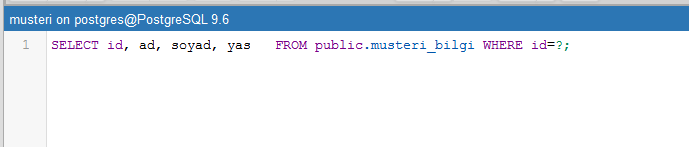 musteri on postgres@PostgreSQL 9.6
1 SELECT id, ad, soyad, yas   FROM public.musteri_bilgi WHERE id=?;